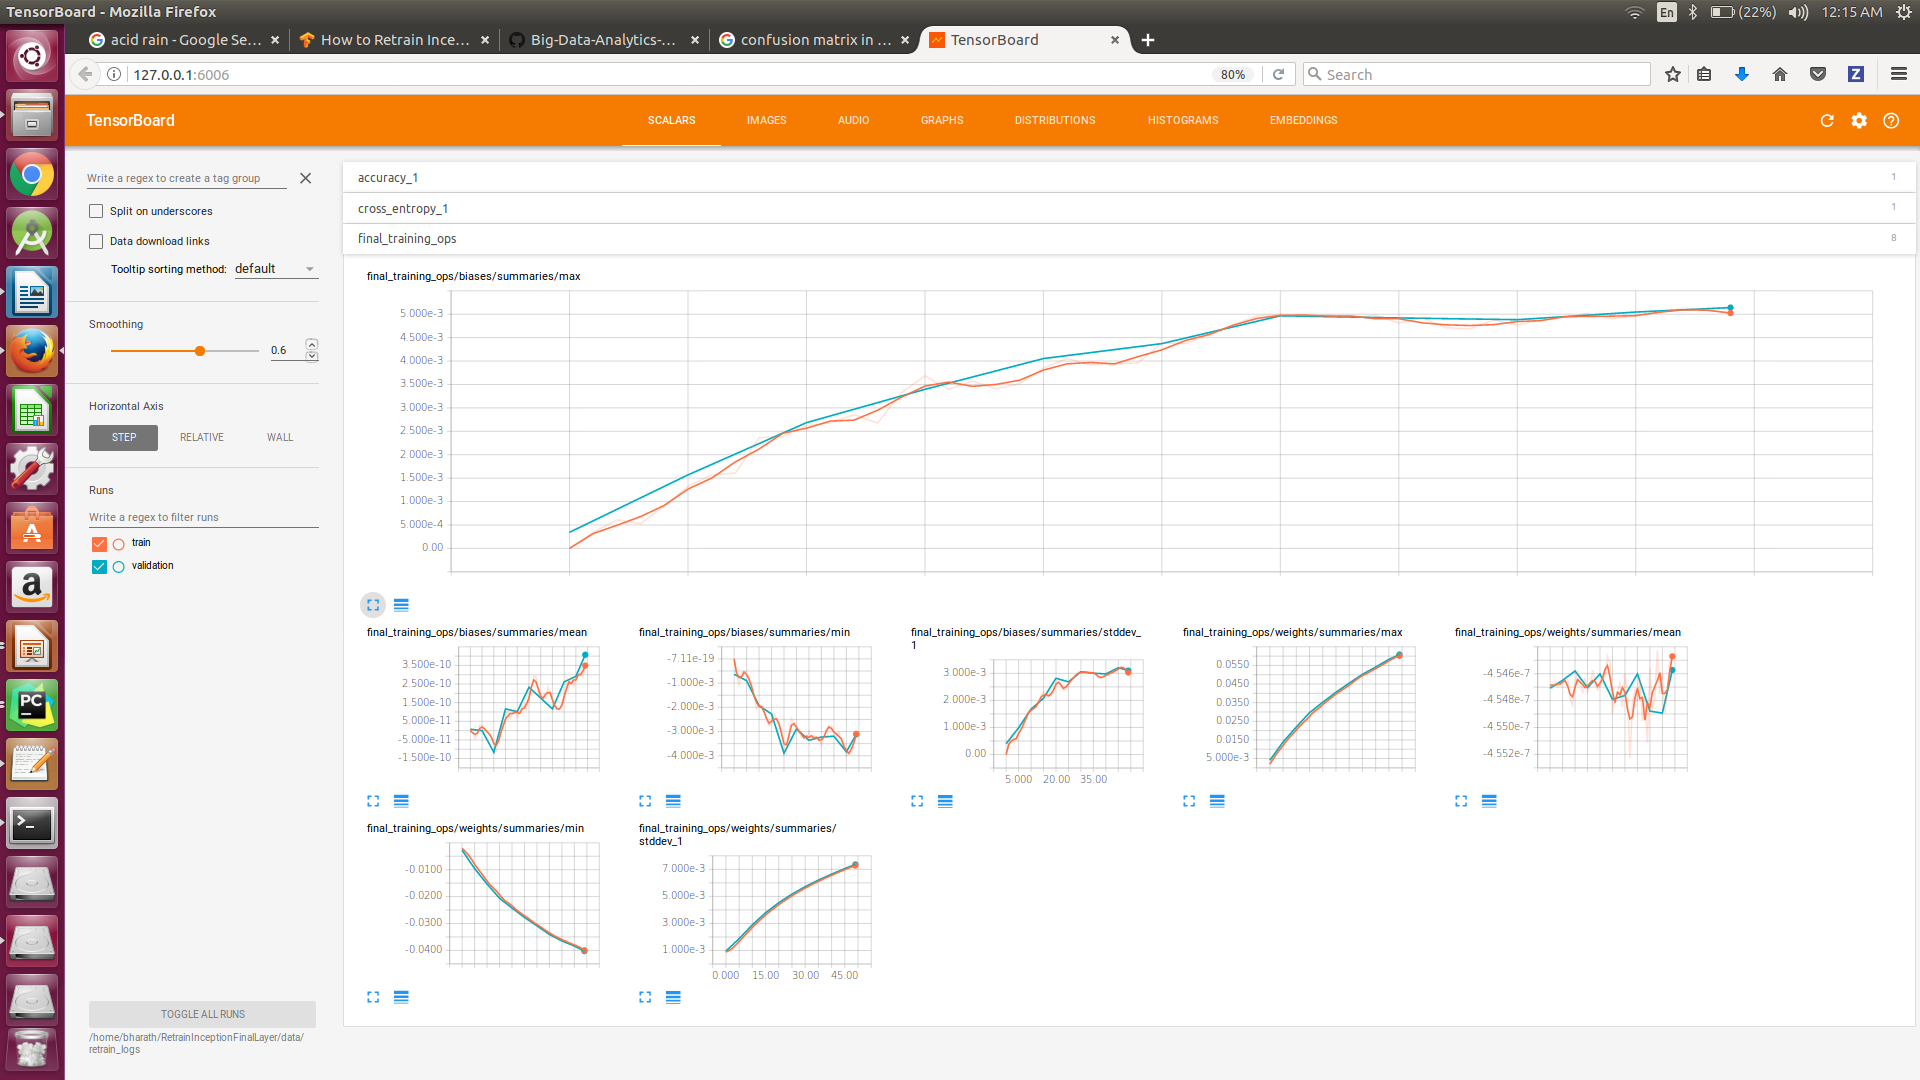 TensorBoard - Mozilla Firefox
En (22%) 12:15 AM
acid rain - Google Se... × How to Retrain Ince... × Big-Data-Analytics-... × confusion matrix in ... × TensorBoard ×
127.0.0.1:6006 80% Search
TensorBoard SCALARS IMAGES AUDIO GRAPHS DISTRIBUTIONS HISTOGRAMS EMBEDDINGS
Write a regex to create a tag group
Split on underscores
Data download links
Tooltip sorting method: default
Smoothing
0.6
Horizontal Axis
STEP RELATIVE WALL
Runs
Write a regex to filter runs
train
validation
TOGGLE ALL RUNS
/home/bharath/RetrainInceptionFinalLayer/data/
retrain_logs
accuracy_1 1
cross_entropy_1 1
final_training_ops 8
final_training_ops/biases/summaries/max
5.000e-3
4.500e-3
4.000e-3
3.500e-3
3.000e-3
2.500e-3
2.000e-3
1.500e-3
1.000e-3
5.000e-4
0.00
final_training_ops/biases/summaries/mean
3.500e-10
2.500e-10
1.500e-10
5.000e-11
-5.000e-11
-1.500e-10
final_training_ops/biases/summaries/min
-7.11e-19
-1.000e-3
-2.000e-3
-3.000e-3
-4.000e-3
final_training_ops/biases/summaries/stddev_
1
3.000e-3
2.000e-3
1.000e-3
0.00
5.000 20.00 35.00
final_training_ops/weights/summaries/max
0.0550
0.0450
0.0350
0.0250
0.0150
5.000e-3
final_training_ops/weights/summaries/mean
-4.546e-7
-4.548e-7
-4.550e-7
-4.552e-7
final_training_ops/weights/summaries/min
-0.0100
-0.0200
-0.0300
-0.0400
final_training_ops/weights/summaries/
stddev_1
7.000e-3
5.000e-3
3.000e-3
1.000e-3
0.000 15.00 30.00 45.00